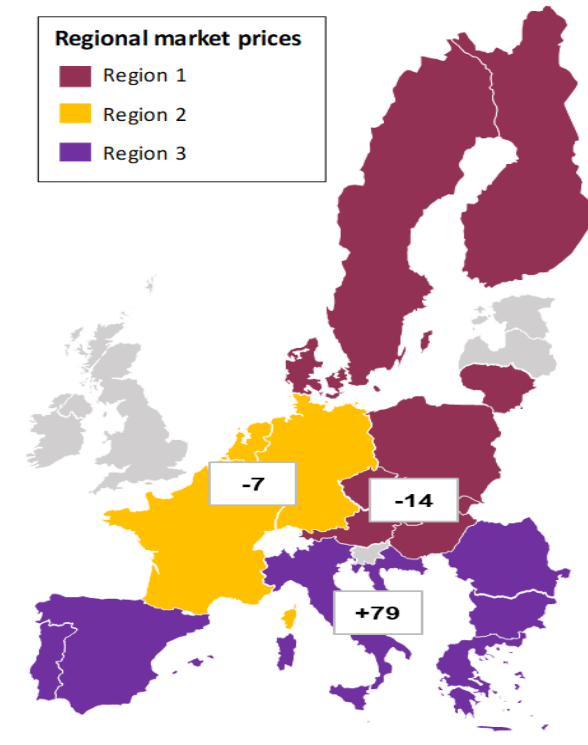 Regional market prices
Region 1
Region 2
Region 3
-7
-14
+79